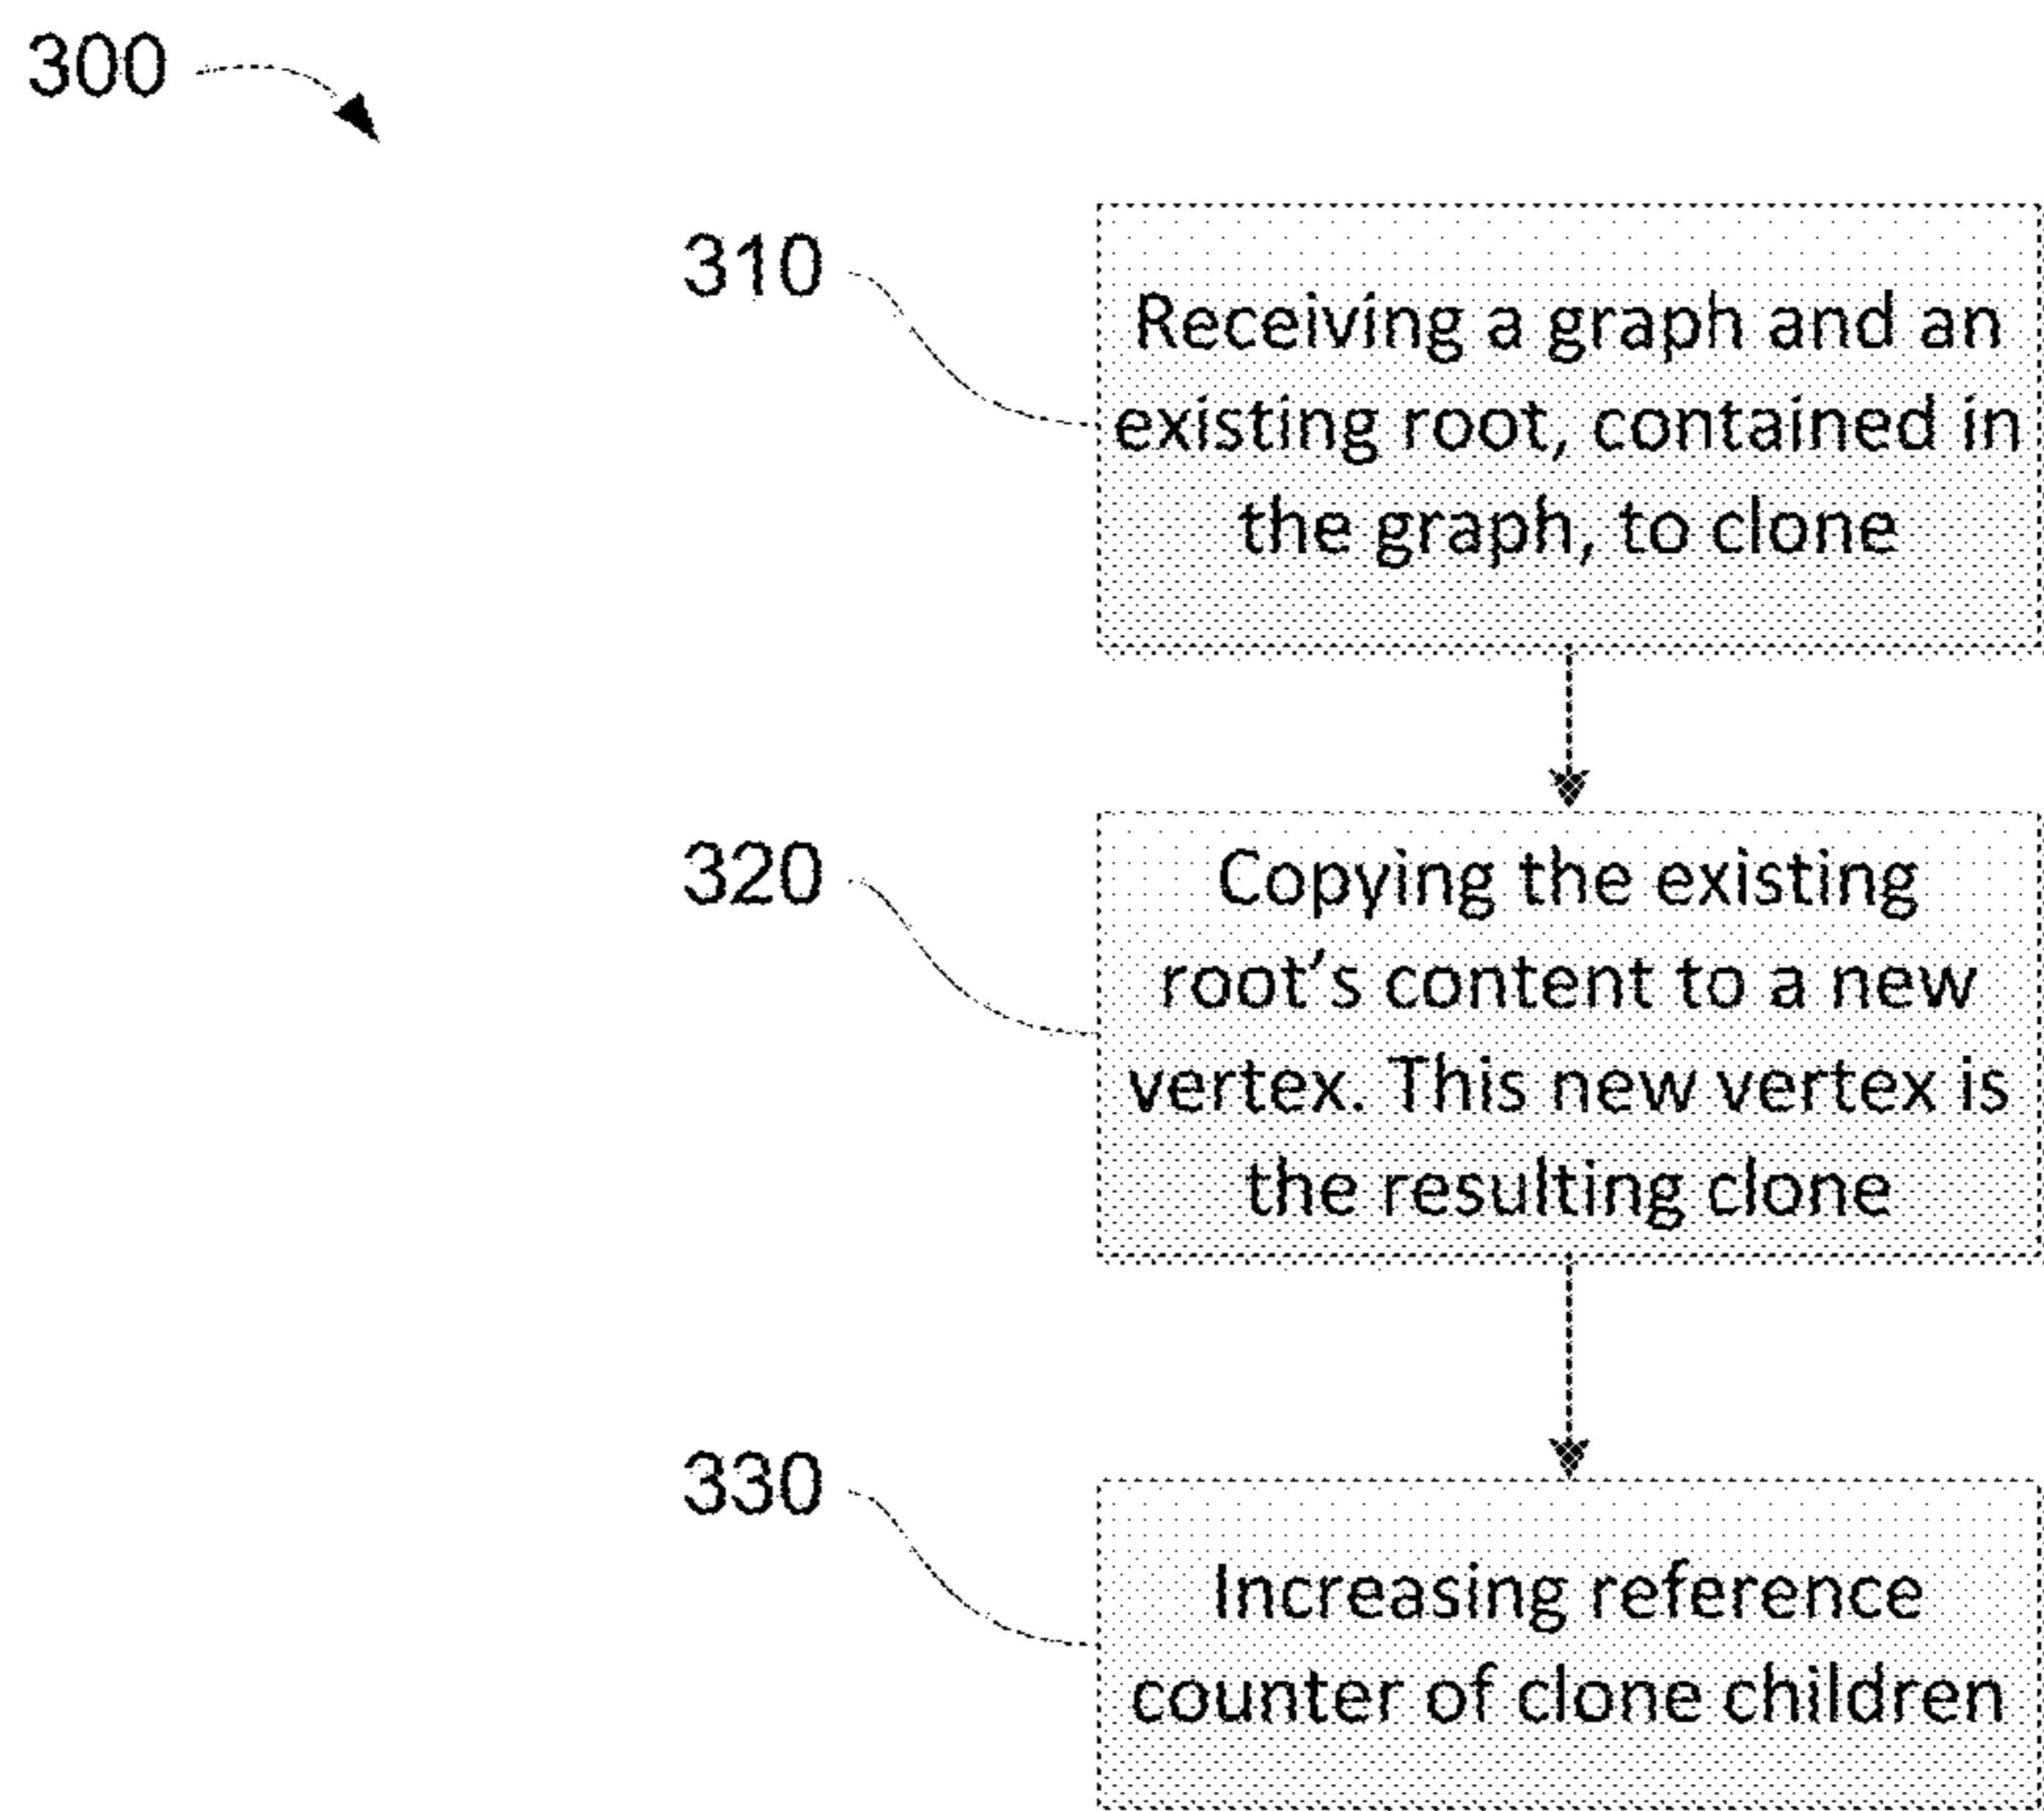 300
310
Receiving a graph and an
existing root, contained in
the graph, to clone
320
Copying the existing
root’s content to a new
vertex. This new vertex is
the resulting clone
330
Increasing reference
counter of clone children